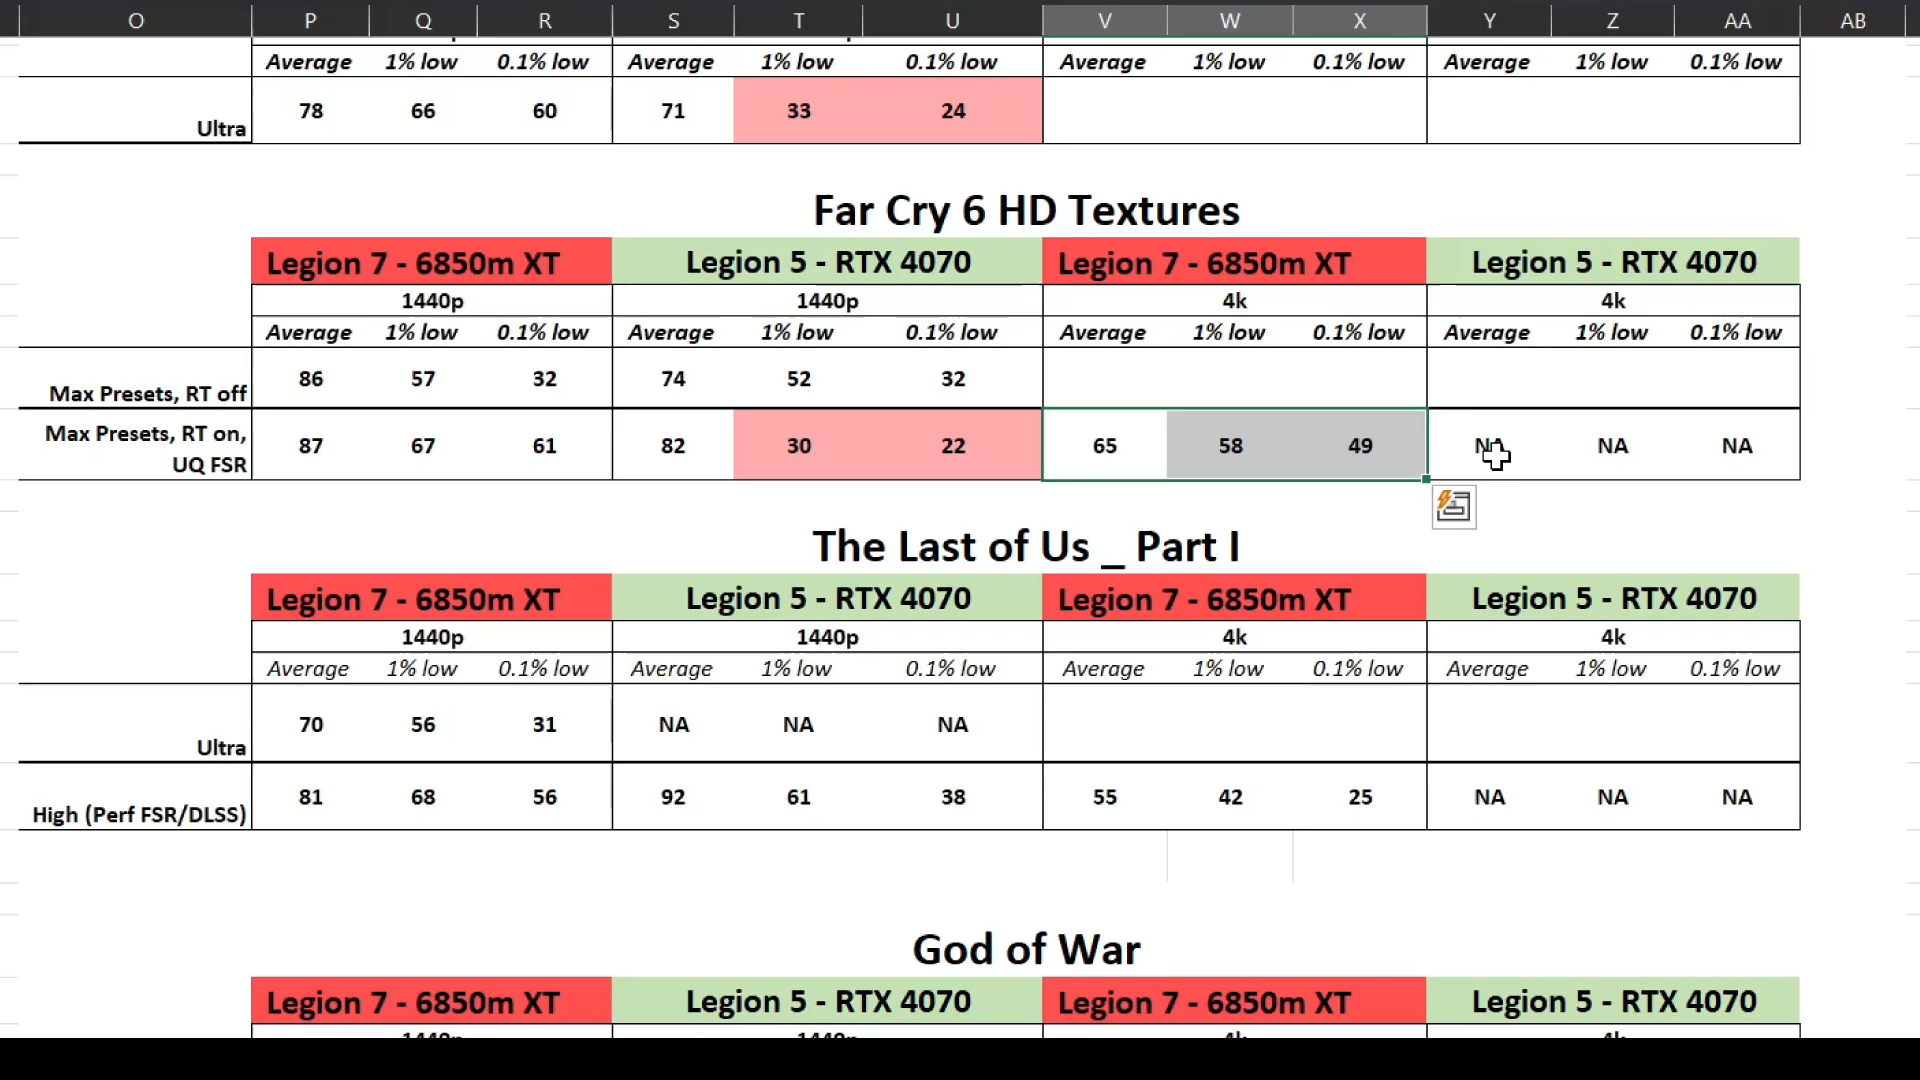 O P Q R S T U V W X Y Z AA AB
Average 1% low 0.1% low Average 1% low 0.1% low Average 1% low 0.1% low Average 1% low 0.1% low
Ultra 78 66 60 71 33 24
Far Cry 6 HD Textures
Legion 7 - 6850m XT Legion 5 - RTX 4070 Legion 7 - 6850m XT Legion 5 - RTX 4070
1440p 1440p 4k 4k
Average 1% low 0.1% low Average 1% low 0.1% low Average 1% low 0.1% low Average 1% low 0.1% low
Max Presets, RT off 86 57 32 74 52 32
Max Presets, RT on,
UQ FSR 87 67 61 82 30 22 65 58 49 NA NA NA
The Last of Us _ Part I
Legion 7 - 6850m XT Legion 5 - RTX 4070 Legion 7 - 6850m XT Legion 5 - RTX 4070
1440p 1440p 4k 4k
Average 1% low 0.1% low Average 1% low 0.1% low Average 1% low 0.1% low Average 1% low 0.1% low
Ultra 70 56 31 NA NA NA
High (Perf FSR/DLSS) 81 68 56 92 61 38 55 42 25 NA NA NA
God of War
Legion 7 - 6850m XT Legion 5 - RTX 4070 Legion 7 - 6850m XT Legion 5 - RTX 4070
1440p 1440p 4k 4k